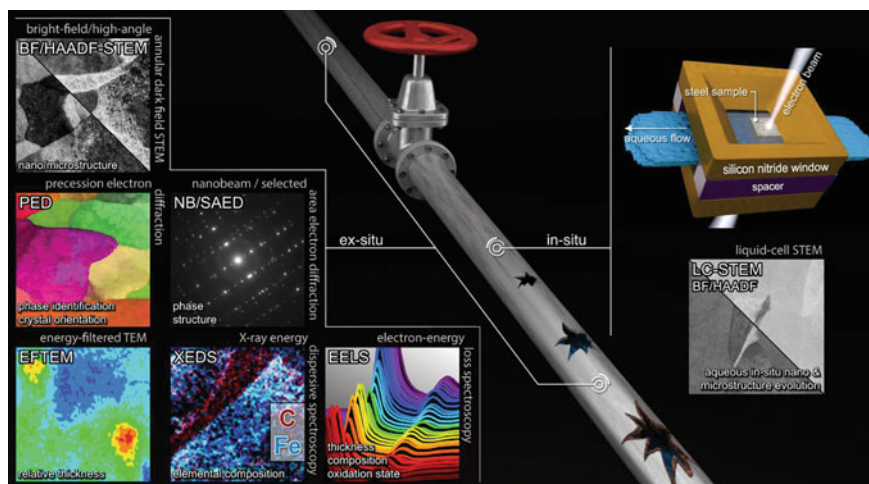 bright-field/high-angle
BF/HAADF-STEM
annular dark field STEM
nano/microstructure
precession electron
diffraction
PED
phase identification
crystal orientation
nanobeam / selected
area electron diffraction
NB/SAED
phase
structure
energy-filtered TEM
EFTEM
relative thickness
X-ray energy
dispersive spectroscopy
XEDS
C
Fe
elemental composition
electron-energy
loss spectroscopy
EELS
thickness
composition
oxidation state
ex-situ
in-situ
electron beam
steel sample
aqueous flow
silicon nitride window
spacer
liquid-cell STEM
LC-STEM
BF/HAADF
aqueous in-situ nano &
microstructure evolution